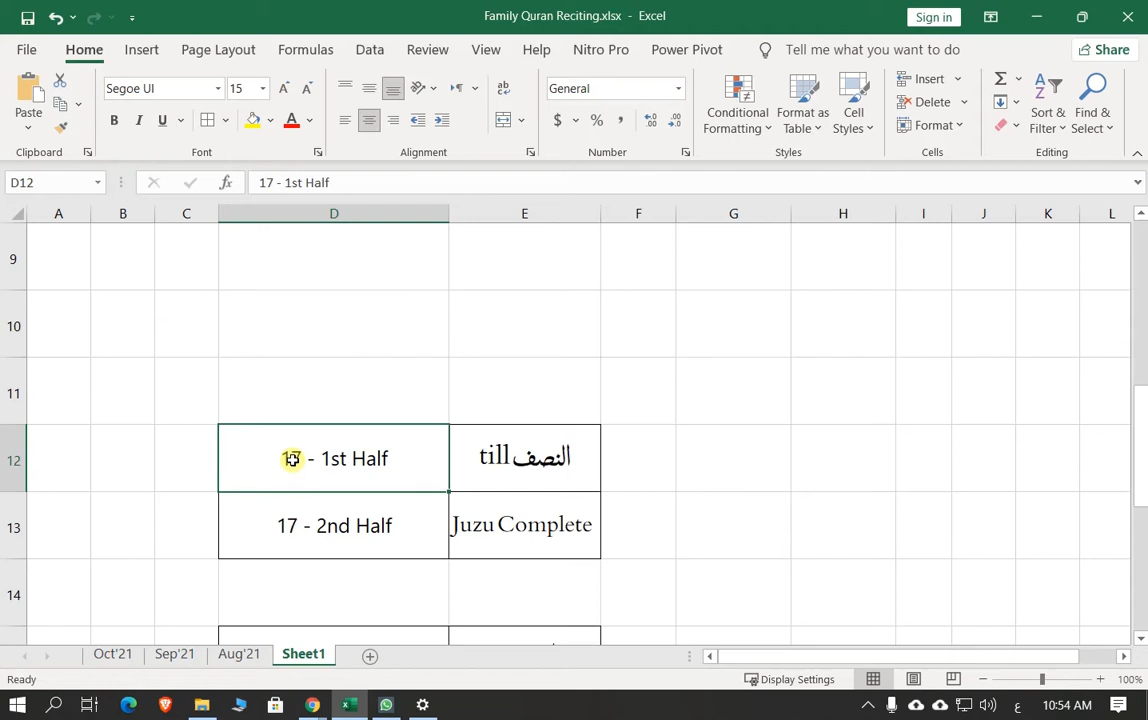 Family Quran Reciting.xlsx - Excel
Sign in
File Home Insert Page Layout Formulas Data Review View Help Nitro Pro Power Pivot Tell me what you want to do Share
Segoe UI 15 General
Paste
Conditional Formatting
Format as Table
Cell Styles
Insert
Delete
Format
Sort & Filter
Find & Select
Clipboard Font Alignment Number Styles Cells Editing
D12 fx 17 - 1st Half
A B C D E F G H I J K L
9
10
11
12 17 - 1st Half till النصف
13 17 - 2nd Half Juzu Complete
14
Oct'21 Sep'21 Aug'21 Sheet1
Ready Display Settings 100%
ع 10:54 AM